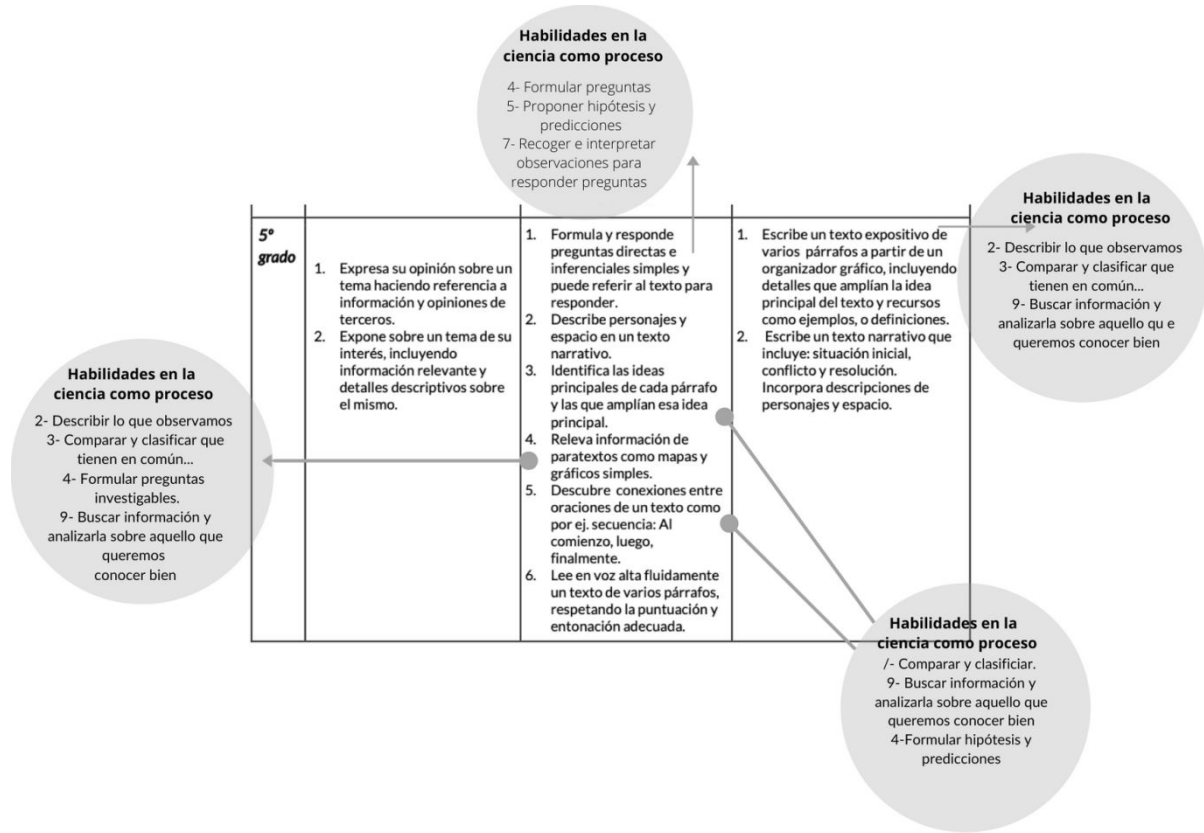 Habilidades en la
ciencia como proceso
4- Formular preguntas
5- Proponer hipótesis y
predicciones
7- Recoger e interpretar
observaciones para
responder preguntas
Habilidades en la
ciencia como proceso
2- Describir lo que observamos
3- Comparar y clasificar que
tienen en común...
9- Buscar información y
analizarla sobre aquello qu e
queremos conocer bien
5º
grado
1. Expresa su opinión sobre un
tema haciendo referencia a
información y opiniones de
terceros.
2. Expone sobre un tema de su
interés, incluyendo
información relevante y
detalles descriptivos sobre
el mismo.
1. Formula y responde
preguntas directas e
inferenciales simples y
puede referir al texto para
responder.
2. Describe personajes y
espacio en un texto
narrativo.
3. Identifica las ideas
principales de cada párrafo
y las que amplían esa idea
principal.
4. Releva información de
paratextos como mapas y
gráficos simples.
5. Descubre conexiones entre
oraciones de un texto como
por ej. secuencia: Al
comienzo, luego,
finalmente.
6. Lee en voz alta fluidamente
un texto de varios párrafos,
respetando la puntuación y
entonación adecuada.
1. Escribe un texto expositivo de
varios párrafos a partir de un
organizador gráfico, incluyendo
detalles que amplían la idea
principal del texto y recursos
como ejemplos, o definiciones.
2. Escribe un texto narrativo que
incluye: situación inicial,
conflicto y resolución.
Incorpora descripciones de
personajes y espacio.
Habilidades en la
ciencia como proceso
2- Describir lo que observamos
3- Comparar y clasificar que
tienen en común...
4- Formular preguntas
investigables.
9- Buscar información y
analizarla sobre aquello que
queremos
conocer bien
Habilidades en la
ciencia como proceso
/- Comparar y clasificiar.
9- Buscar información y
analizarla sobre aquello que
queremos conocer bien
4-Formular hipótesis y
predicciones